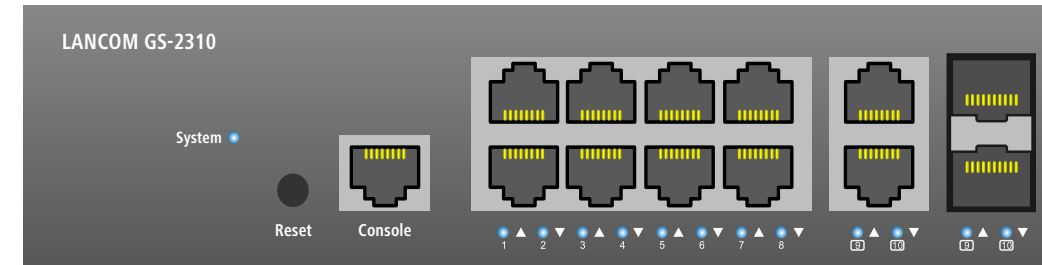 LANCOM GS-2310
System
Reset
Console
1 ▲ 2 ▼ 3 ▲ 4 ▼ 5 ▲ 6 ▼ 7 ▲ 8 ▼
9 ▲ 10 ▼
9 ▲ 10 ▼